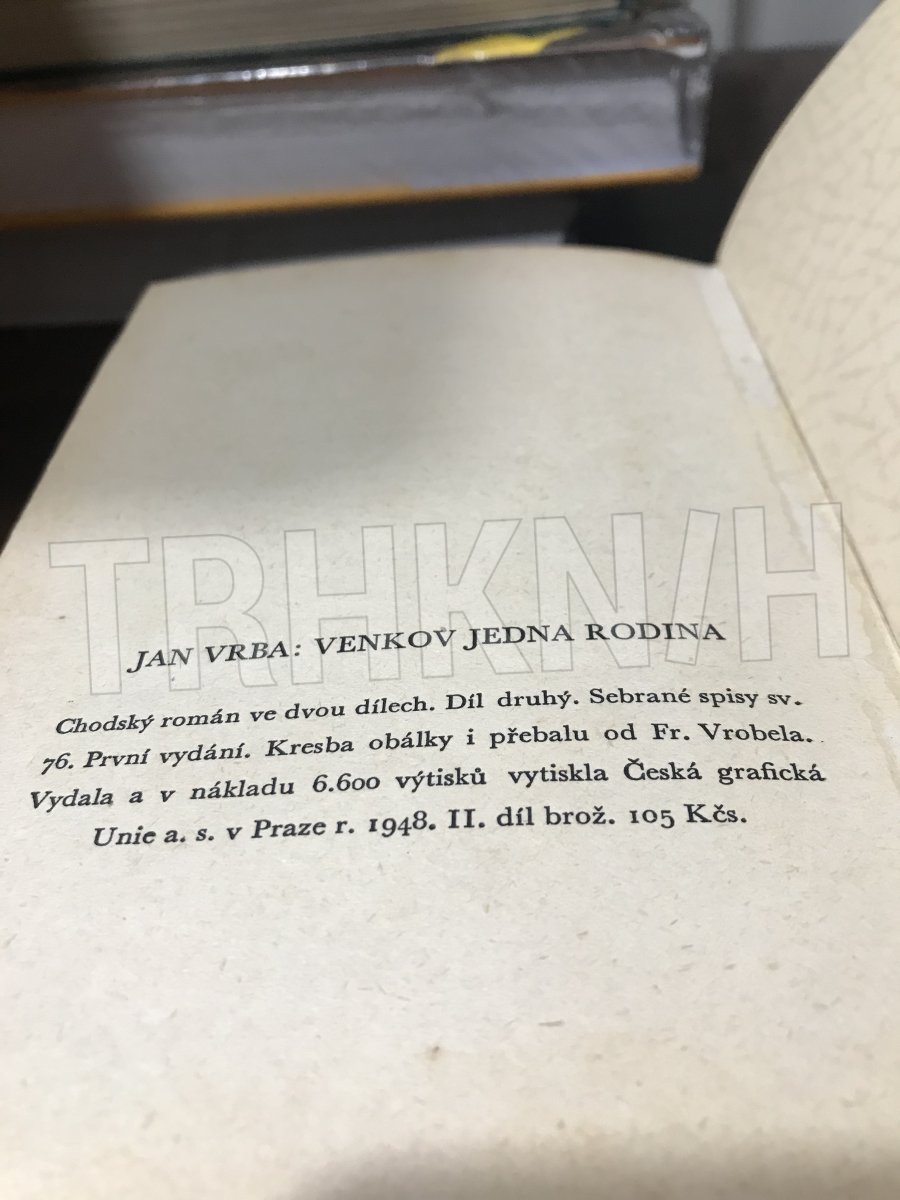 TRHKN/H
JAN VRBA: VENKOV JEDNA RODINA
Chodský román ve dvou dílech. Díl druhý. Sebrané spisy sv.
76. První vydání. Kresba obálky i přebalu od Fr. Vrobela.
Vydala a v nákladu 6.600 výtisků vytiskla Česká grafická
Unie a. s. v Praze r. 1948. II. díl brož. 105 Kčs.